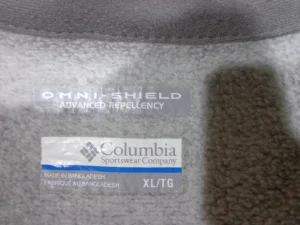 OMNI-SHIELD
ADVANCED REPELLENCY
Columbia
Sportswear Company
MADE IN BANGLADESH
FABRIQUÉ AU BANGLADESH
XL/TG